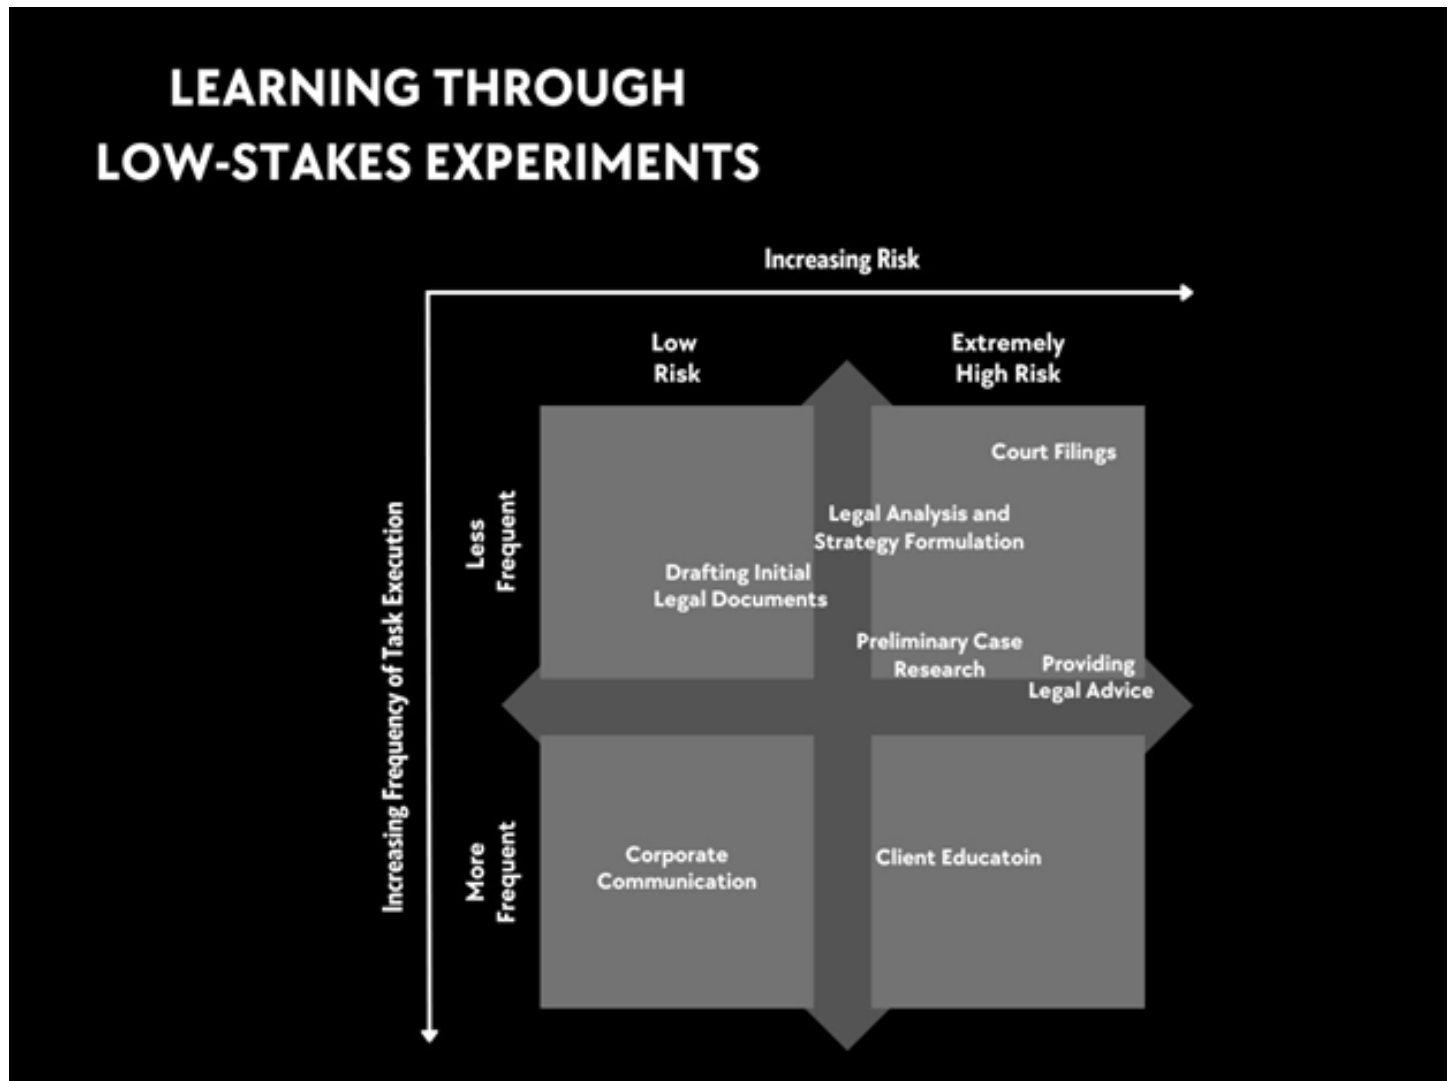 LEARNING THROUGH
LOW-STAKES EXPERIMENTS
Increasing Risk
Low
Risk
Extremely
High Risk
Increasing Frequency of Task Execution
Less
Frequent
Court Filings
Legal Analysis and
Strategy Formulation
Drafting Initial
Legal Documents
Preliminary Case
Research
Providing
Legal Advice
More
Frequent
Corporate
Communication
Client Educatoin